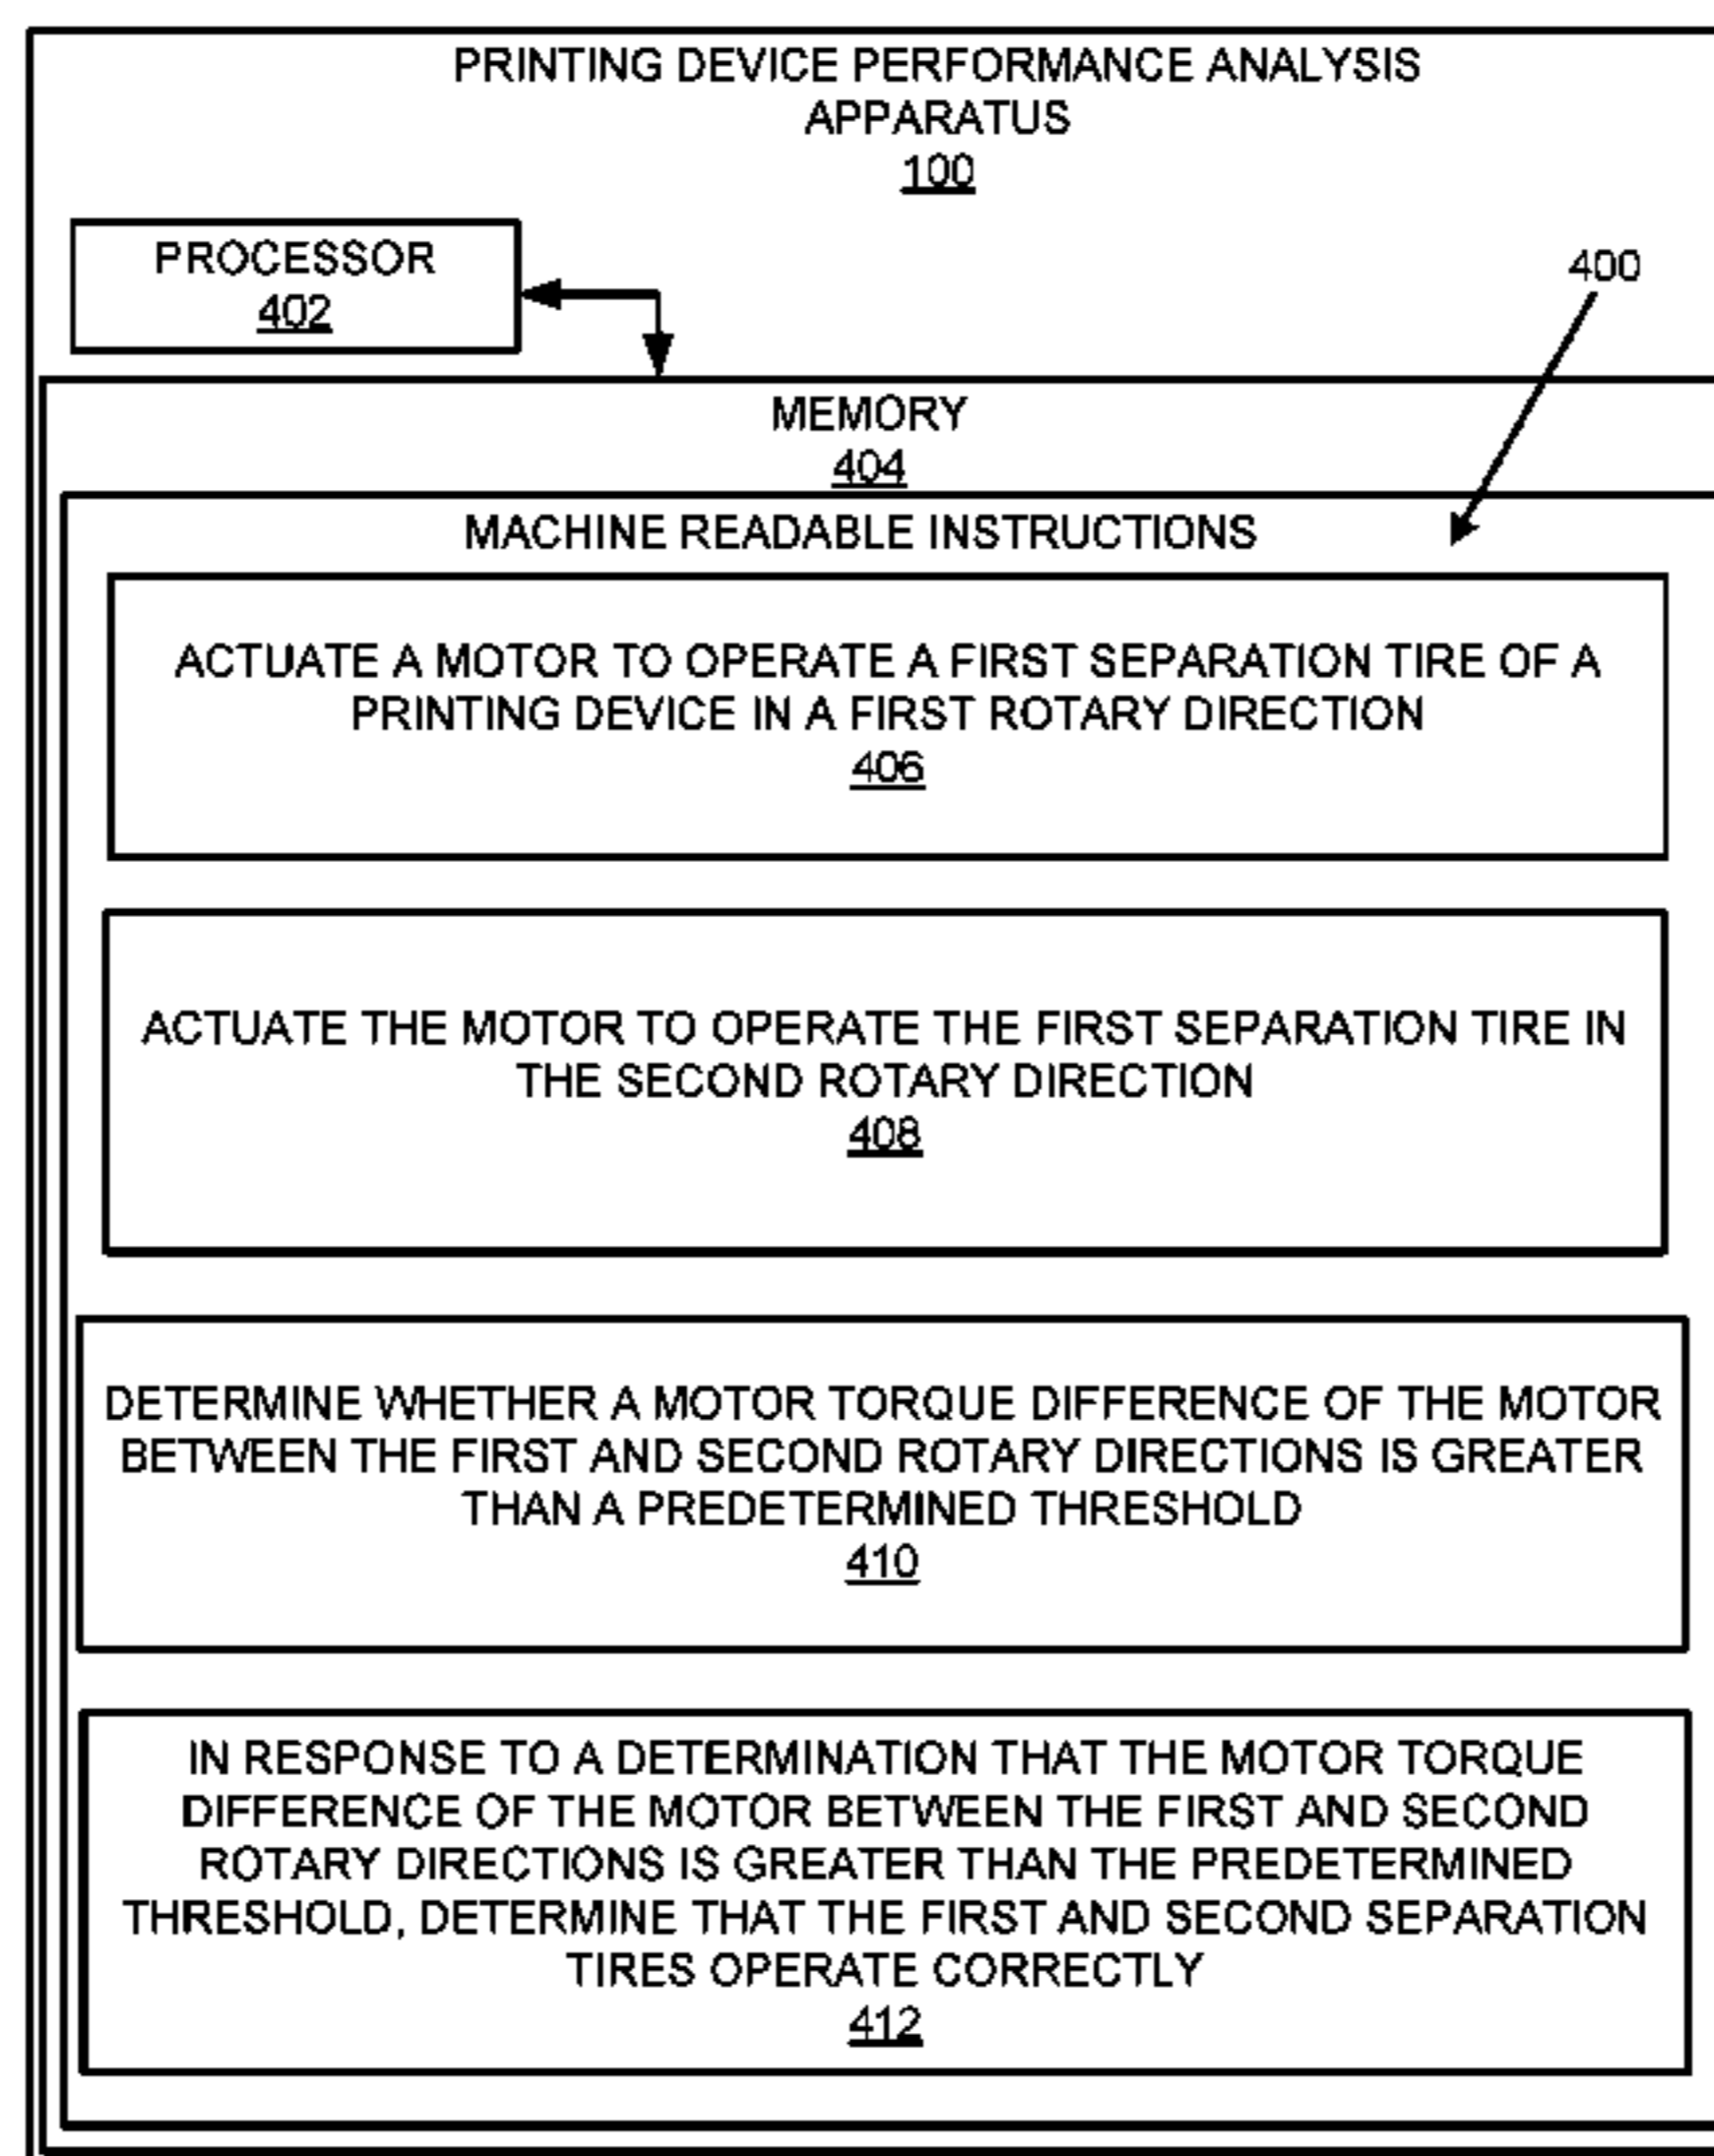 PRINTING DEVICE PERFORMANCE ANALYSIS
APPARATUS
100
PROCESSOR
402
400
MEMORY
404
MACHINE READABLE INSTRUCTIONS
ACTUATE A MOTOR TO OPERATE A FIRST SEPARATION TIRE OF A
PRINTING DEVICE IN A FIRST ROTARY DIRECTION
406
ACTUATE THE MOTOR TO OPERATE THE FIRST SEPARATION TIRE IN
THE SECOND ROTARY DIRECTION
408
DETERMINE WHETHER A MOTOR TORQUE DIFFERENCE OF THE MOTOR
BETWEEN THE FIRST AND SECOND ROTARY DIRECTIONS IS GREATER
THAN A PREDETERMINED THRESHOLD
410
IN RESPONSE TO A DETERMINATION THAT THE MOTOR TORQUE
DIFFERENCE OF THE MOTOR BETWEEN THE FIRST AND SECOND
ROTARY DIRECTIONS IS GREATER THAN THE PREDETERMINED
THRESHOLD, DETERMINE THAT THE FIRST AND SECOND SEPARATION
TIRES OPERATE CORRECTLY
412